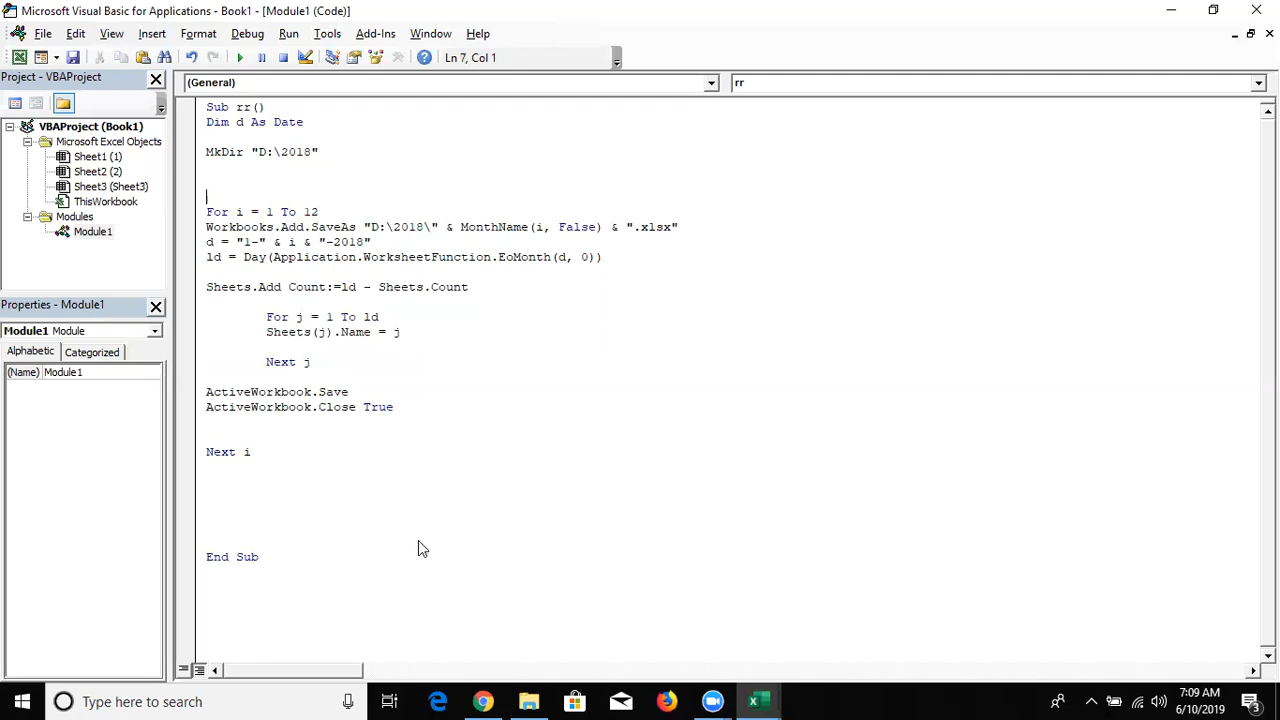 Microsoft Visual Basic for Applications - Book1 - [Module1 (Code)]
File Edit View Insert Format Debug Run Tools Add-Ins Window Help
Ln 7, Col 1
Project - VBAProject
(General)
rr
VBAProject (Book1)
Microsoft Excel Objects
Sheet1 (1)
Sheet2 (2)
Sheet3 (Sheet3)
ThisWorkbook
Modules
Module1
Properties - Module1
Module1 Module
Alphabetic Categorized
(Name) Module1
Sub rr()
Dim d As Date
MkDir "D:\2018"
For i = 1 To 12
Workbooks.Add.SaveAs "D:\2018\" & MonthName(i, False) & ".xlsx"
d = "1-" & i & "-2018"
ld = Day(Application.WorksheetFunction.EoMonth(d, 0))
Sheets.Add Count:=ld - Sheets.Count
For j = 1 To ld
Sheets(j).Name = j
Next j
ActiveWorkbook.Save
ActiveWorkbook.Close True
Next i
End Sub
Type here to search
7:09 AM
6/10/2019
3